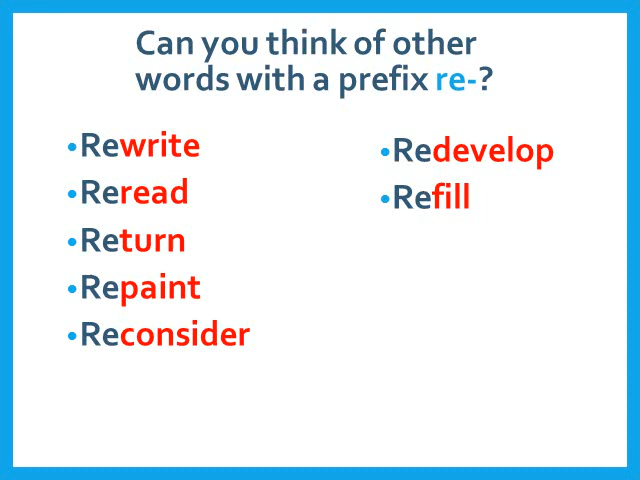 Can you think of other
words with a prefix re-?
•Rewrite
•Reread
•Return
•Repaint
•Reconsider
•Redevelop
•Refill